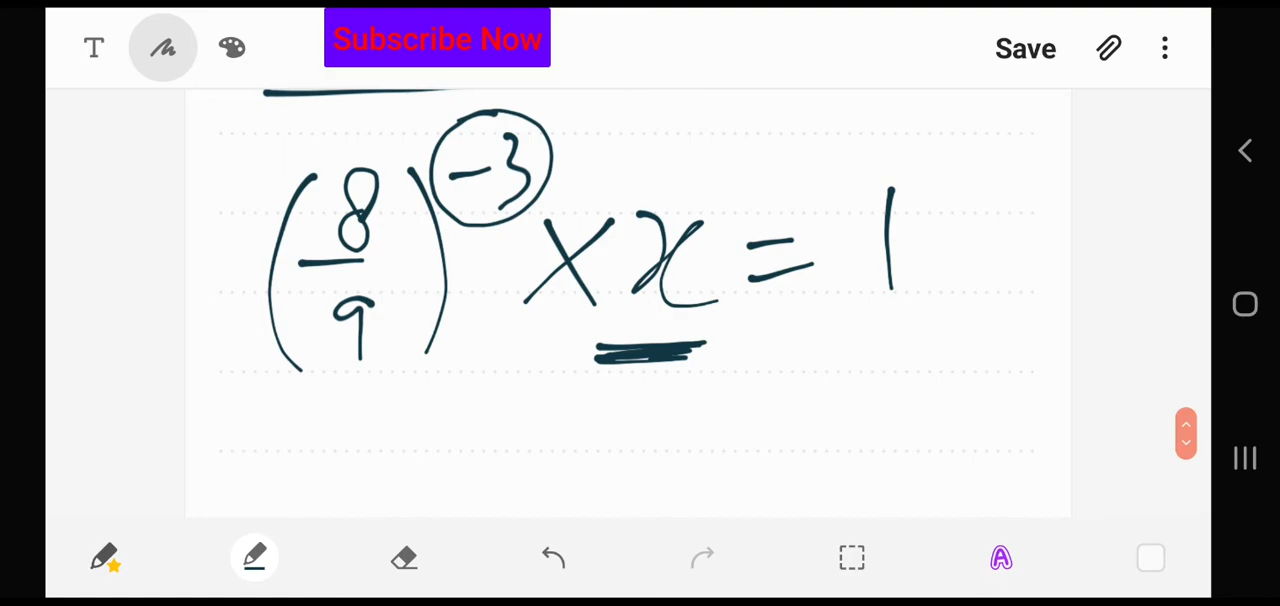 T Subscribe Now Save
(8/9)^-3 × x = 1
A